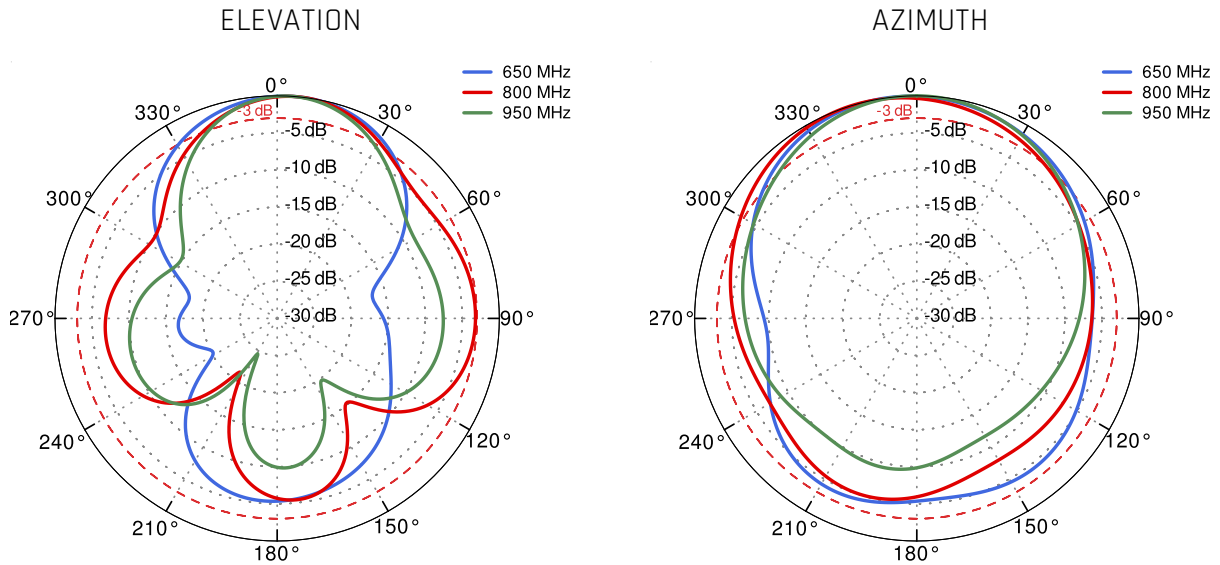 ELEVATION
650 MHz
800 MHz
950 MHz
0°
30°
60°
90°
120°
150°
180°
210°
240°
270°
300°
330°
-3 dB
-5 dB
-10 dB
-15 dB
-20 dB
-25 dB
-30 dB
AZIMUTH
650 MHz
800 MHz
950 MHz
0°
30°
60°
90°
120°
150°
180°
210°
240°
270°
300°
330°
-3 dB
-5 dB
-10 dB
-15 dB
-20 dB
-25 dB
-30 dB